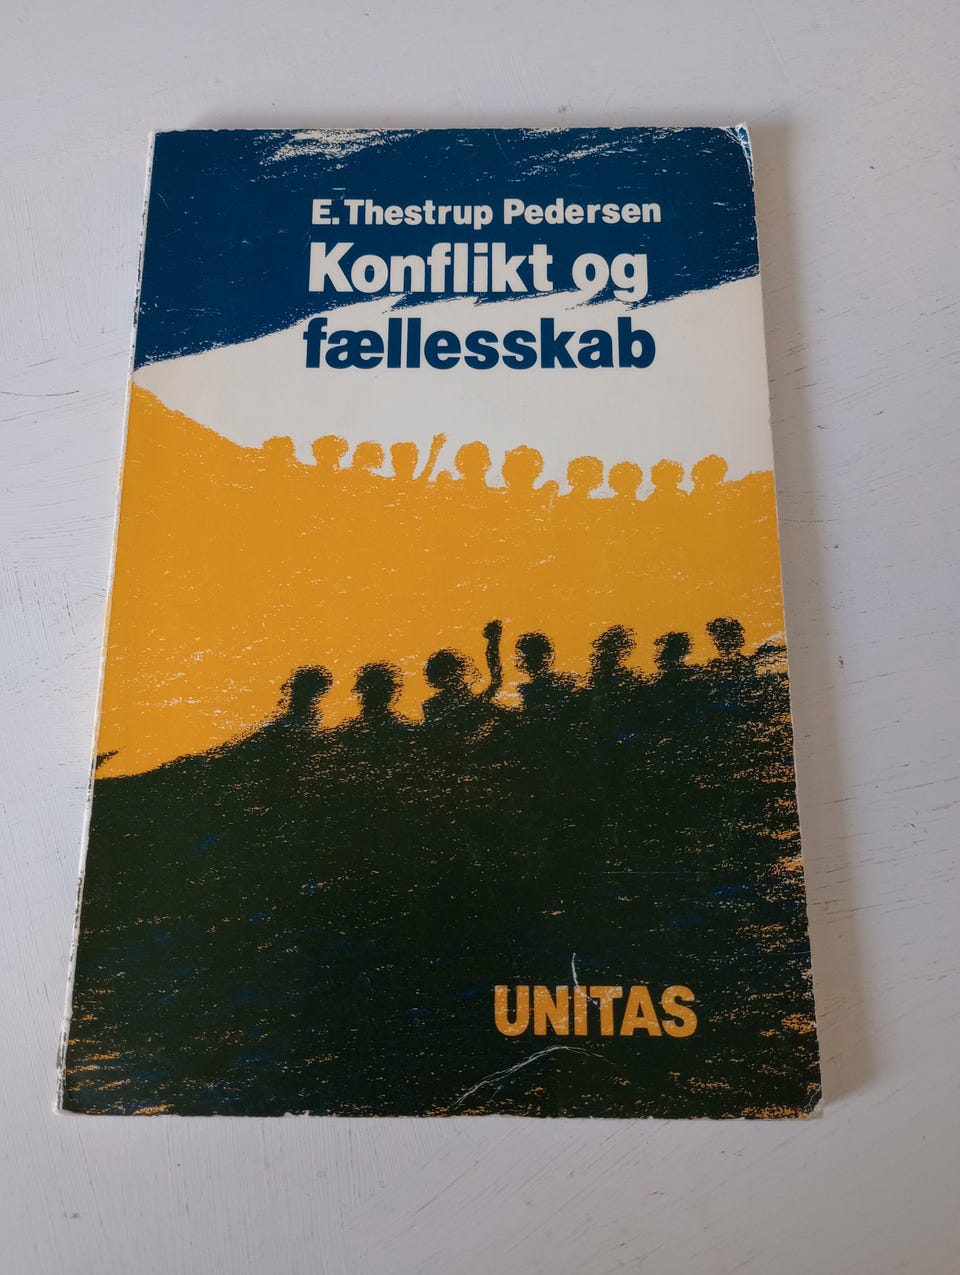 E. Thestrup Pedersen
Konflikt og
fællesskab
UNITAS